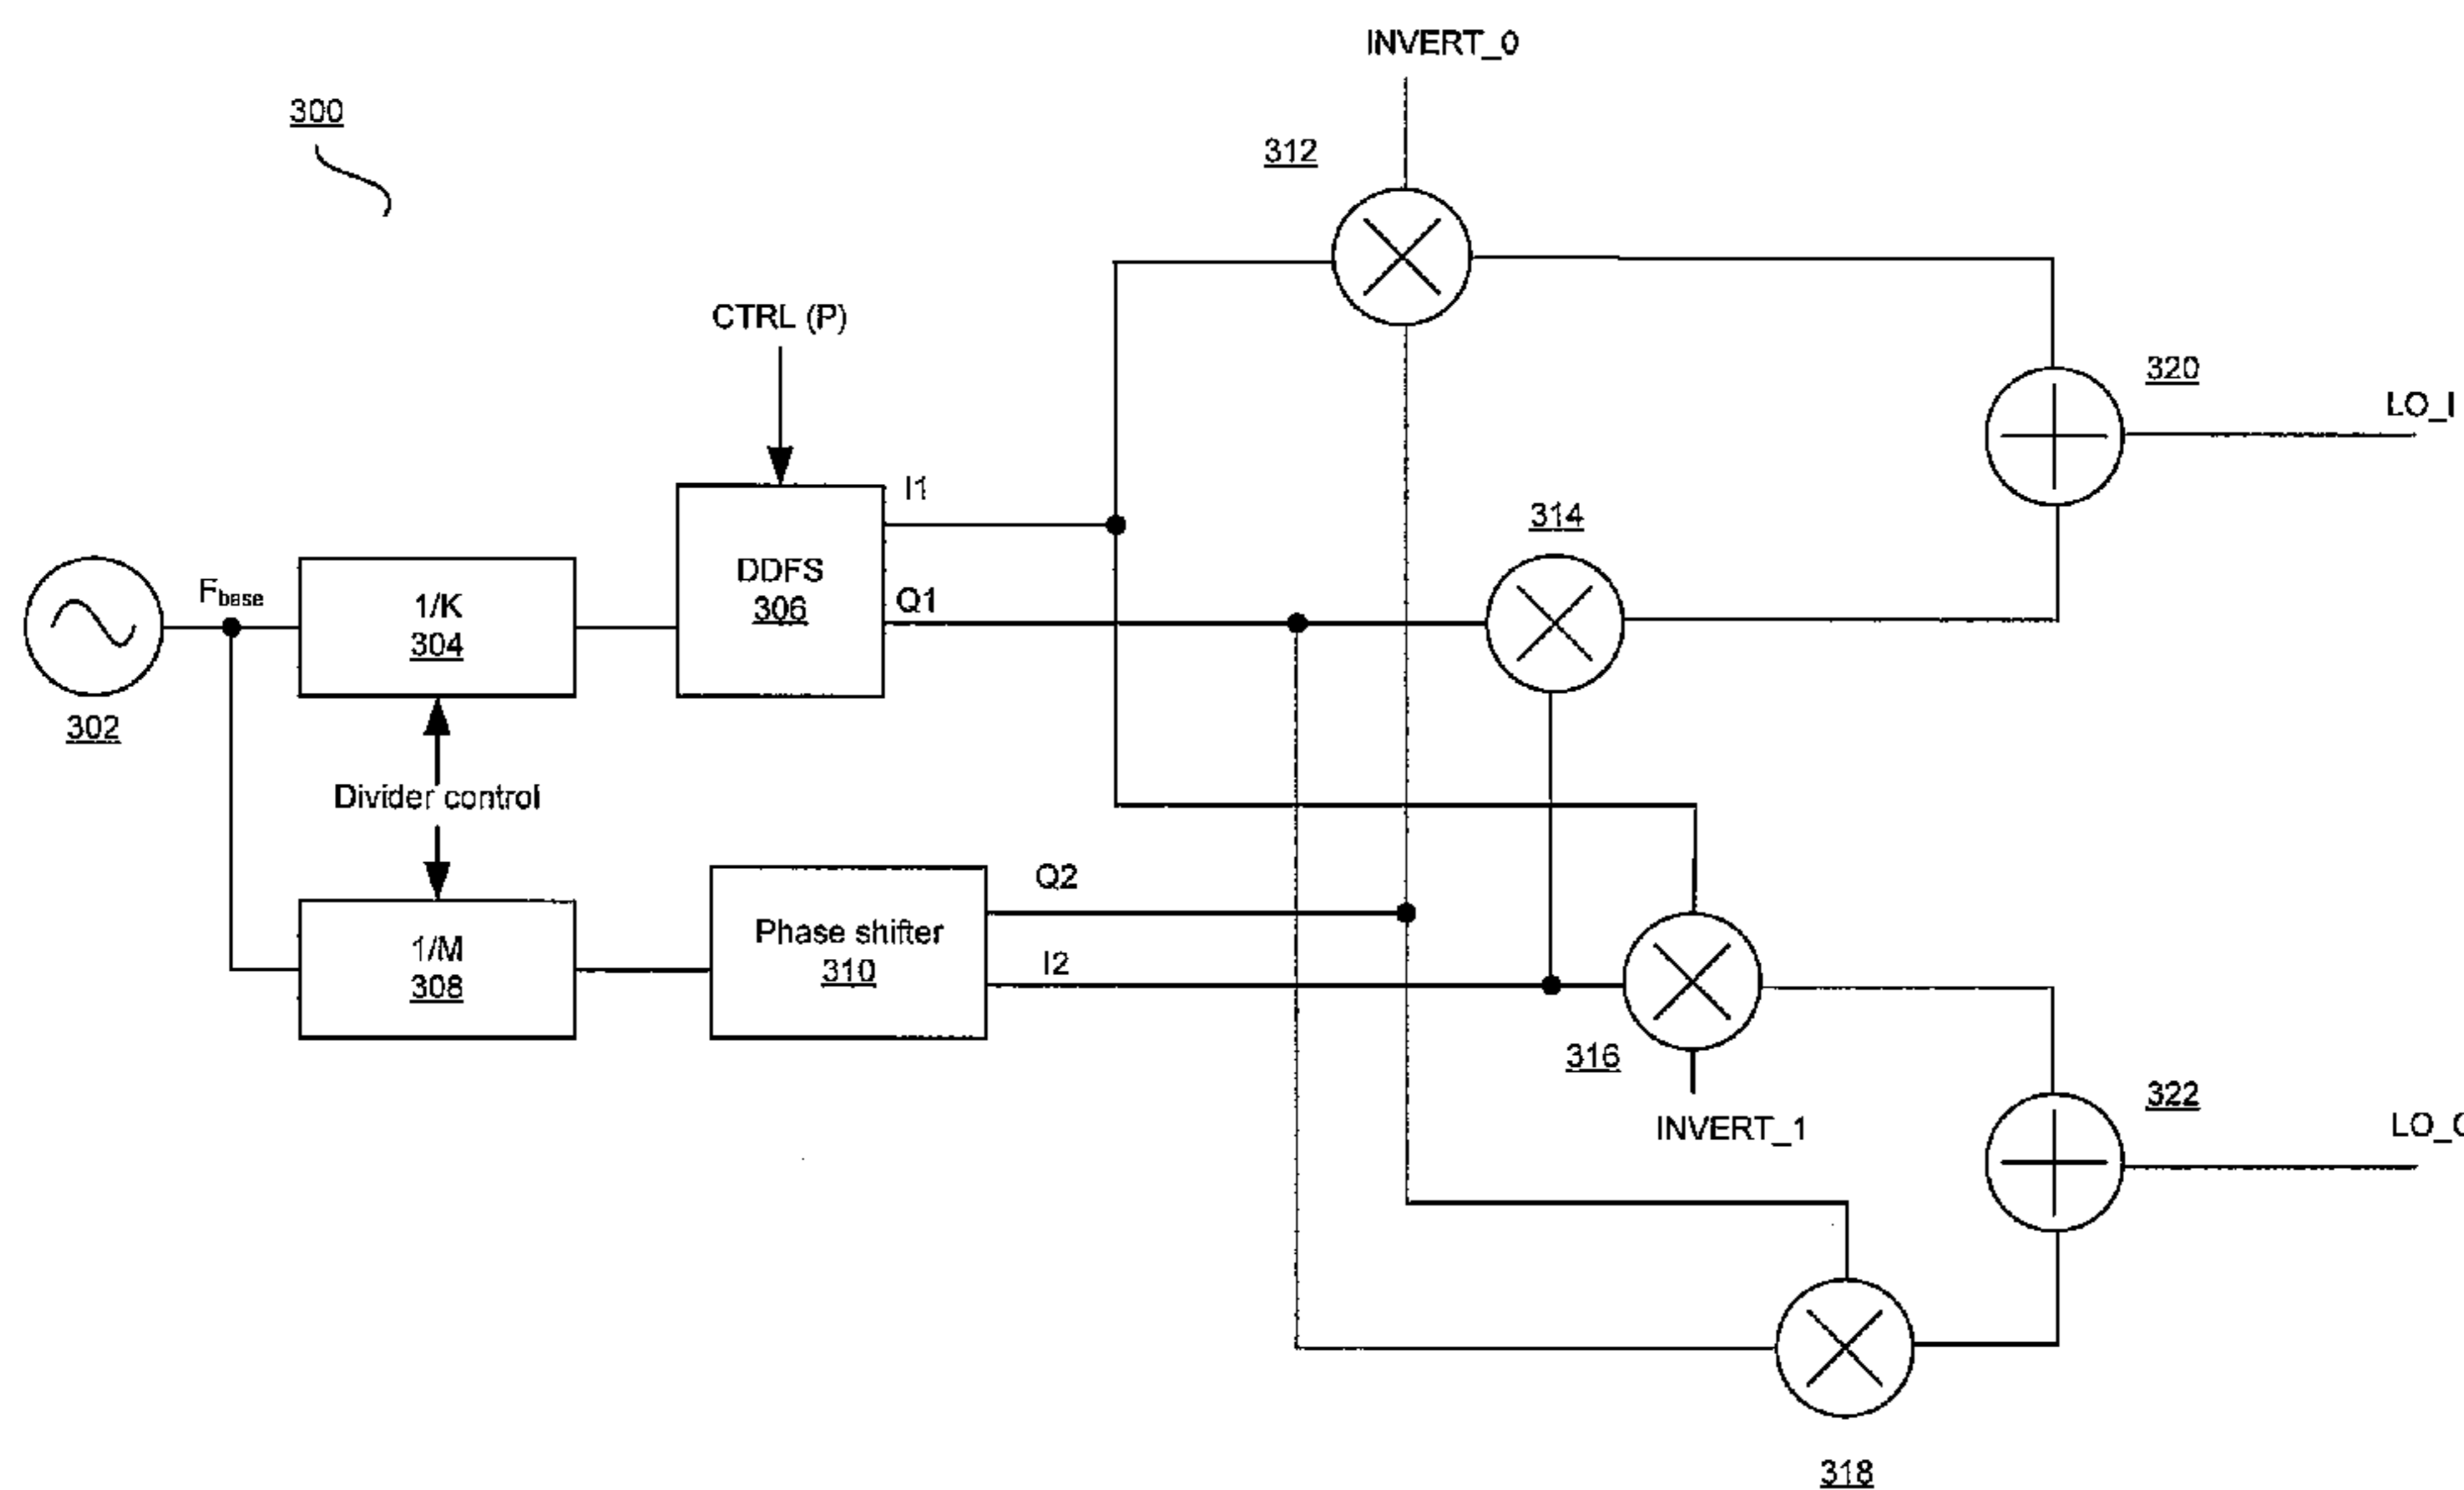 INVERT_0
300
312
CTRL (P)
320
LO_I
I1
314
DDFS
306
Fbase
1/K
304
Q1
302
Divider control
Q2
Phase shifter
310
I2
1/M
308
316
322
INVERT_1
318